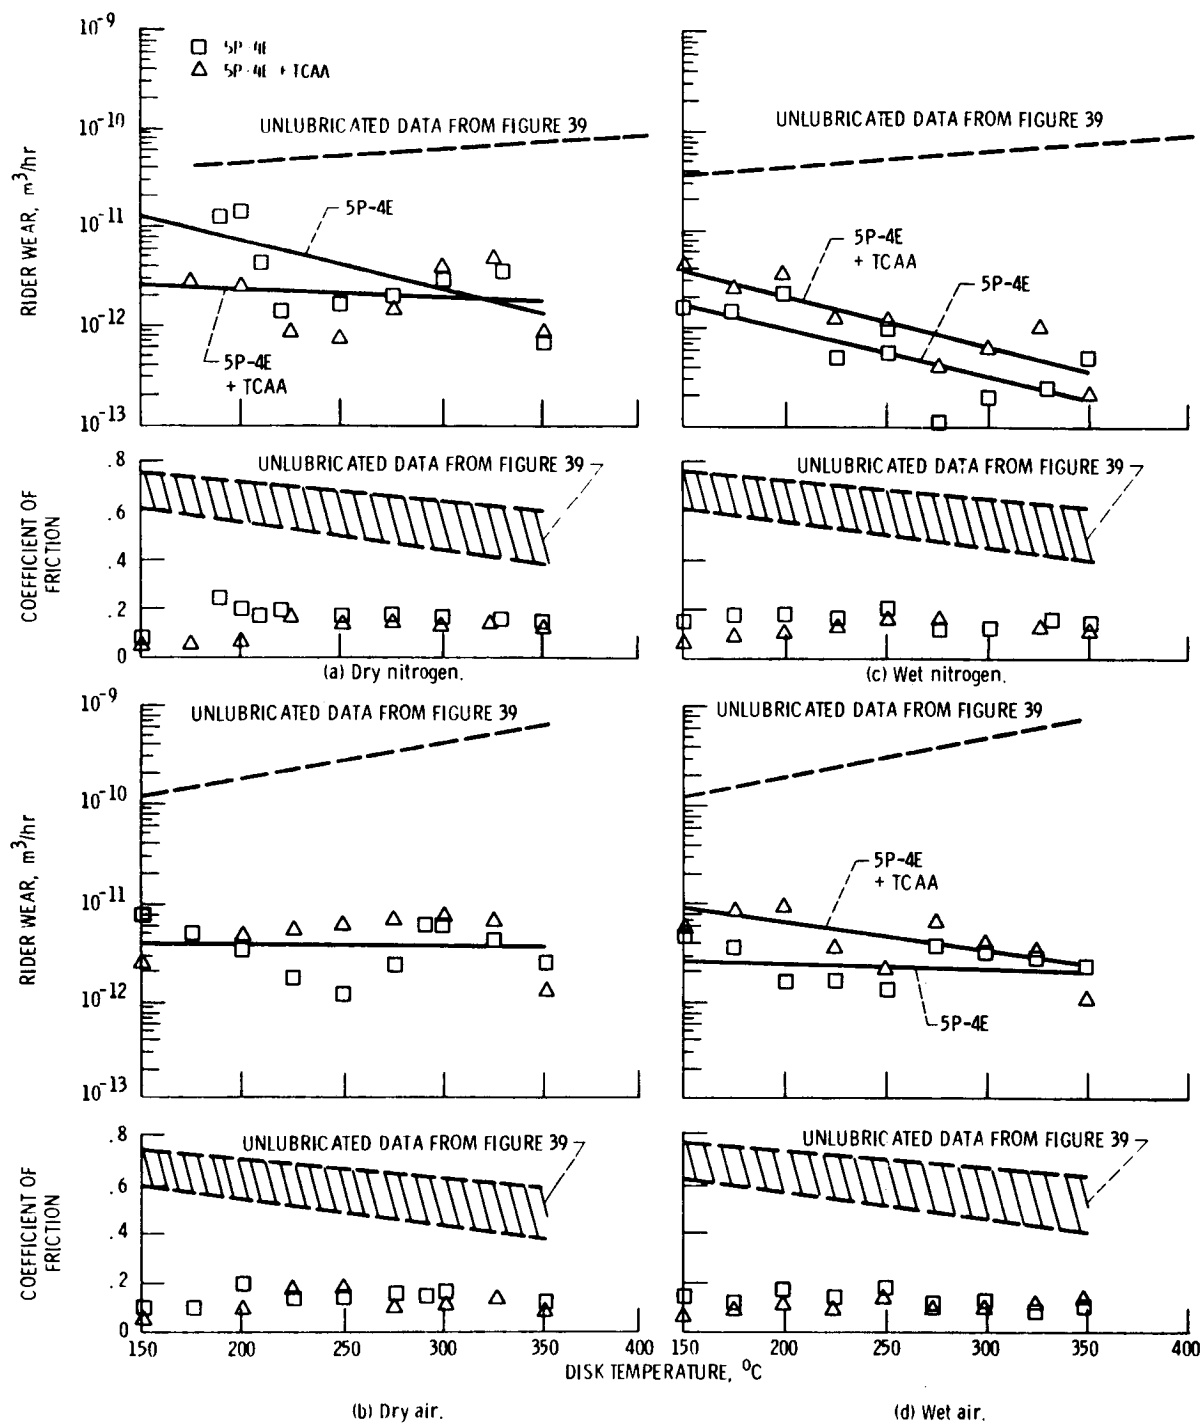 10-9
5P-4E
5P-4E + TCAA
UNLUBRICATED DATA FROM FIGURE 39
10-10
RIDER WEAR, m3/hr
10-11
5P-4E
10-12
5P-4E
+ TCAA
10-13
UNLUBRICATED DATA FROM FIGURE 39
5P-4E
+ TCAA
5P-4E
COEFFICIENT OF
FRICTION
.8
.6
.4
.2
0
UNLUBRICATED DATA FROM FIGURE 39
(a) Dry nitrogen.
UNLUBRICATED DATA FROM FIGURE 39
(c) Wet nitrogen.
10-9
UNLUBRICATED DATA FROM FIGURE 39
10-10
RIDER WEAR, m3/hr
10-11
10-12
10-13
UNLUBRICATED DATA FROM FIGURE 39
5P-4E
+ TCAA
5P-4E
COEFFICIENT OF
FRICTION
.8
.6
.4
.2
0
UNLUBRICATED DATA FROM FIGURE 39
UNLUBRICATED DATA FROM FIGURE 39
150 200 250 300 350 400 150 200 250 300 350 400
DISK TEMPERATURE, °C
(b) Dry air.
(d) Wet air.